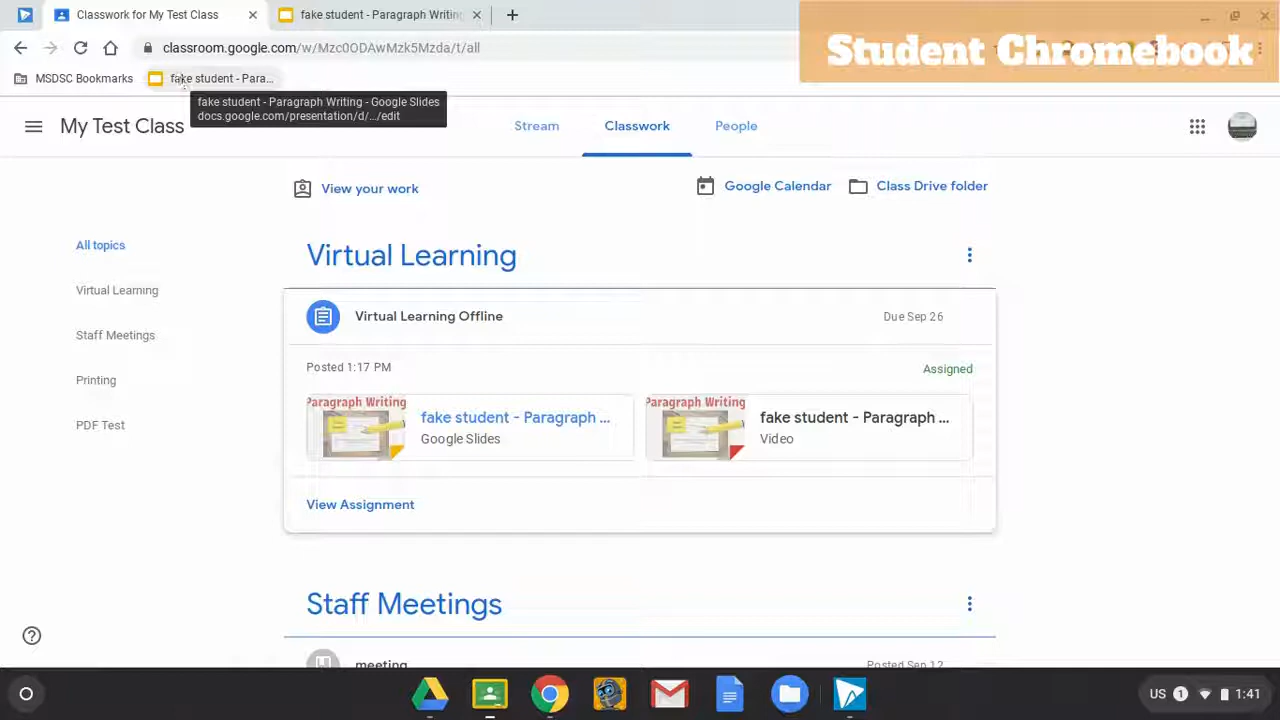 Classwork for My Test Class
fake student - Paragraph Writing
Student Chromebook
classroom.google.com/w/Mzc0ODAwMzk5Mzda/t/all
MSDSC Bookmarks
fake student - Para...
fake student - Paragraph Writing - Google Slides
docs.google.com/presentation/d/.../edit
My Test Class
Stream
Classwork
People
View your work
Google Calendar
Class Drive folder
All topics
Virtual Learning
Staff Meetings
Printing
PDF Test
Virtual Learning
Virtual Learning Offline
Due Sep 26
Posted 1:17 PM
Assigned
Paragraph Writing
fake student - Paragraph ...
Google Slides
Paragraph Writing
fake student - Paragraph ...
Video
View Assignment
Staff Meetings
meeting
Posted Sep 12
US
1
1:41